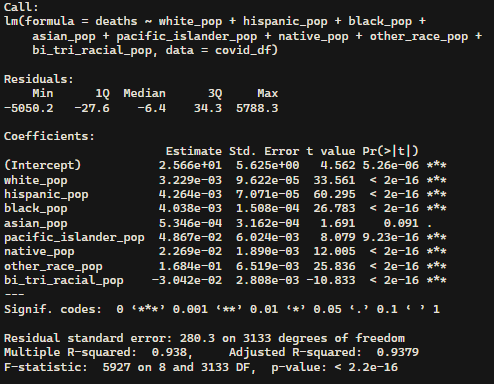 Call:
lm(formula = deaths ~ white_pop + hispanic_pop + black_pop +
    asian_pop + pacific_islander_pop + native_pop + other_race_pop +
    bi_tri_racial_pop, data = covid_df)

Residuals:
    Min      1Q  Median      3Q     Max
-5050.2   -27.6    -6.4    34.3  5788.3

Coefficients:
                       Estimate Std. Error t value Pr(>|t|)
(Intercept)           2.566e+01  5.625e+00   4.562 5.26e-06 ***
white_pop             3.229e-03  9.622e-05  33.561  < 2e-16 ***
hispanic_pop          4.264e-03  7.071e-05  60.295  < 2e-16 ***
black_pop             4.038e-03  1.508e-04  26.783  < 2e-16 ***
asian_pop             5.346e-04  3.162e-04   1.691    0.091 .
pacific_islander_pop  4.867e-02  6.024e-03   8.079 9.23e-16 ***
native_pop            2.269e-02  1.890e-03  12.005  < 2e-16 ***
other_race_pop        1.684e-01  6.519e-03  25.836  < 2e-16 ***
bi_tri_racial_pop    -3.042e-02  2.808e-03 -10.833  < 2e-16 ***
---
Signif. codes:  0 ‘***’ 0.001 ‘**’ 0.01 ‘*’ 0.05 ‘.’ 0.1 ‘ ’ 1

Residual standard error: 280.3 on 3133 degrees of freedom
Multiple R-squared:  0.938,     Adjusted R-squared:  0.9379
F-statistic:  5927 on 8 and 3133 DF,  p-value: < 2.2e-16